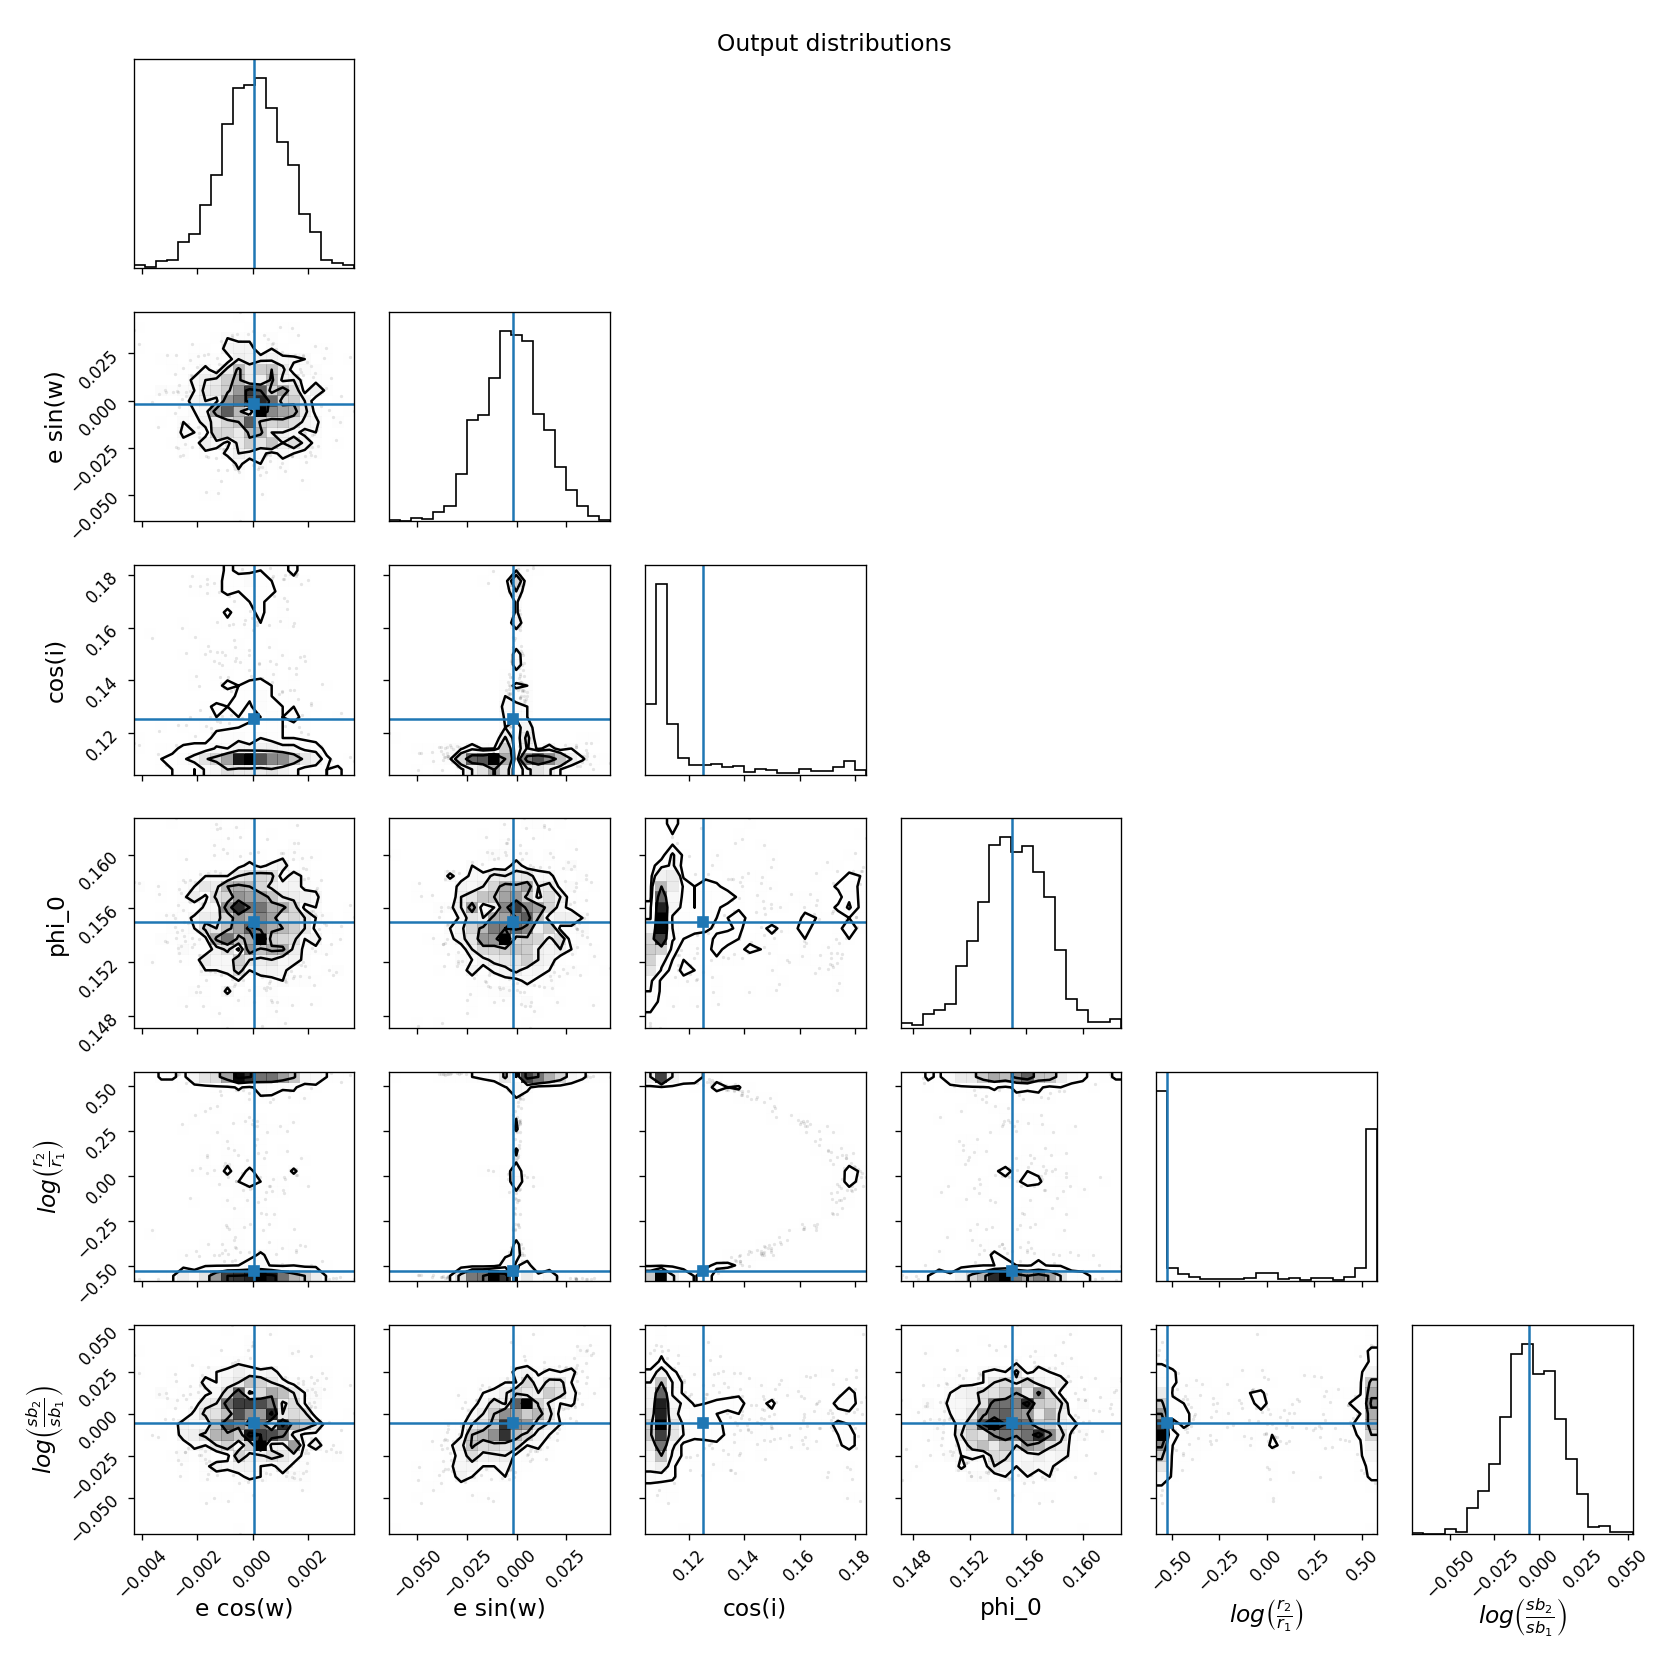 Output distributions
e sin(w)
0.025
0.000
−0.025
−0.050
cos(i)
0.18
0.16
0.14
0.12
phi_0
0.160
0.156
0.152
0.148
log(r₂/r₁)
0.50
0.25
0.00
−0.25
−0.50
log(sb₂/sb₁)
0.050
0.025
0.000
−0.025
−0.050
−0.004 −0.002 0.000 0.002
−0.050 −0.025 0.000 0.025
0.12 0.14 0.16 0.18
0.148 0.152 0.156 0.160
−0.50 −0.25 0.00 0.25 0.50
−0.050 −0.025 0.000 0.025 0.050
e cos(w) e sin(w) cos(i) phi_0 log(r₂/r₁) log(sb₂/sb₁)